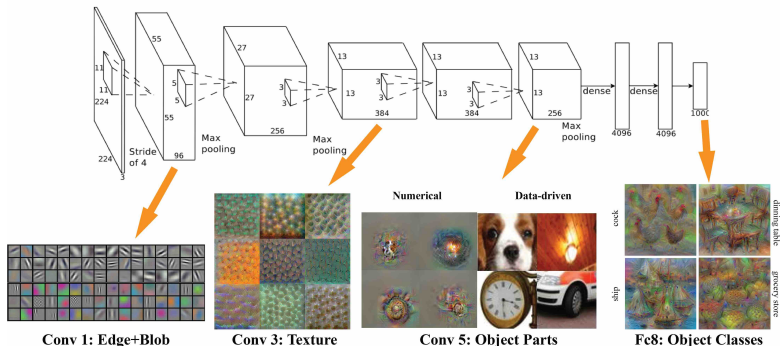 55
27
13
13
13
11
5
3
3
3
11
5
27
3
13
3
13
3
13
dense
dense
224
55
384
384
256
1000
Max
pooling
256
Max
pooling
4096
4096
Stride
of 4
96
Max
pooling
224
3
Numerical
Data-driven
cock
dinning table
ship
grocery store
Conv 1: Edge+Blob
Conv 3: Texture
Conv 5: Object Parts
Fc8: Object Classes